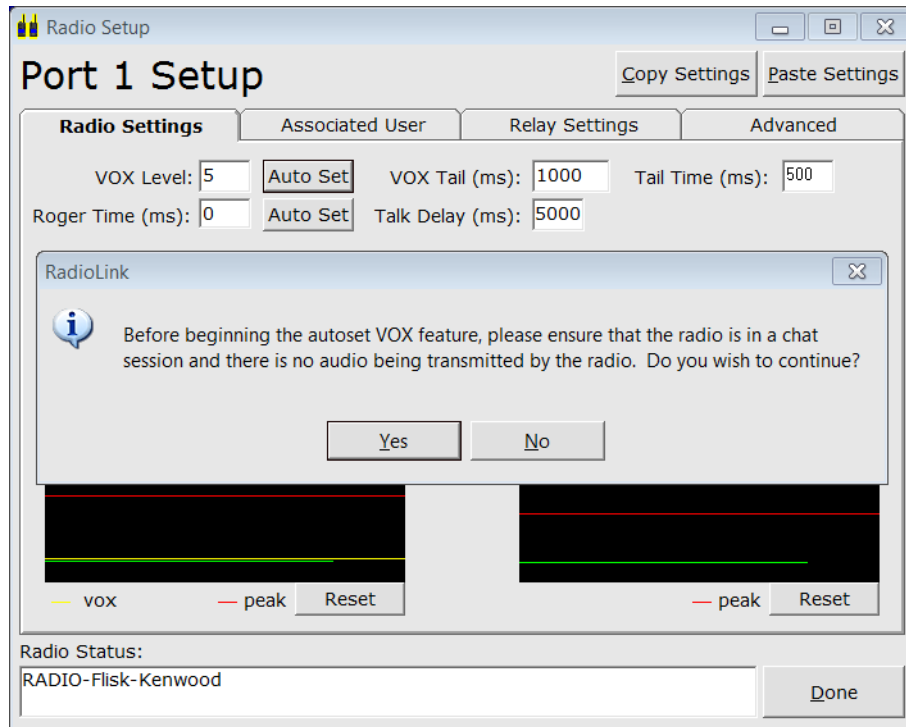 Radio Setup
Port 1 Setup
Copy Settings
Paste Settings
Radio Settings
Associated User
Relay Settings
Advanced
VOX Level: 5
Auto Set
VOX Tail (ms): 1000
Tail Time (ms): 500
Roger Time (ms): 0
Auto Set
Talk Delay (ms): 5000
RadioLink
Before beginning the autoset VOX feature, please ensure that the radio is in a chat
session and there is no audio being transmitted by the radio. Do you wish to continue?
Yes
No
vox
peak
Reset
peak
Reset
Radio Status:
RADIO-Flisk-Kenwood
Done